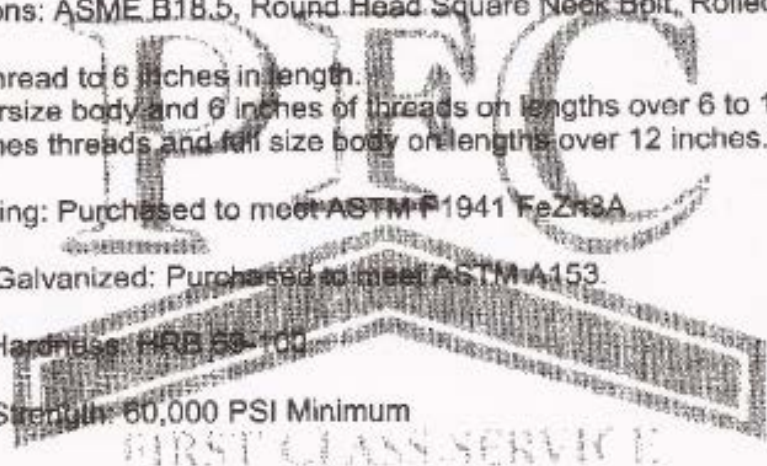 ons: ASME B18.5, Round Head Square Neck Bolt, Rolled
hread to 6 inches in length.
rsize body and 6 inches of threads on lengths over 6 to 1
hes threads and full size body on lengths over 12 inches.
ing: Purchased to meet ASTM F1941 FeZn3A
Galvanized: Purchased to meet ASTM A153.
Hardness: HRB 69-100
Strength: 60,000 PSI Minimum
PFC
FIRST CLASS SERVICE